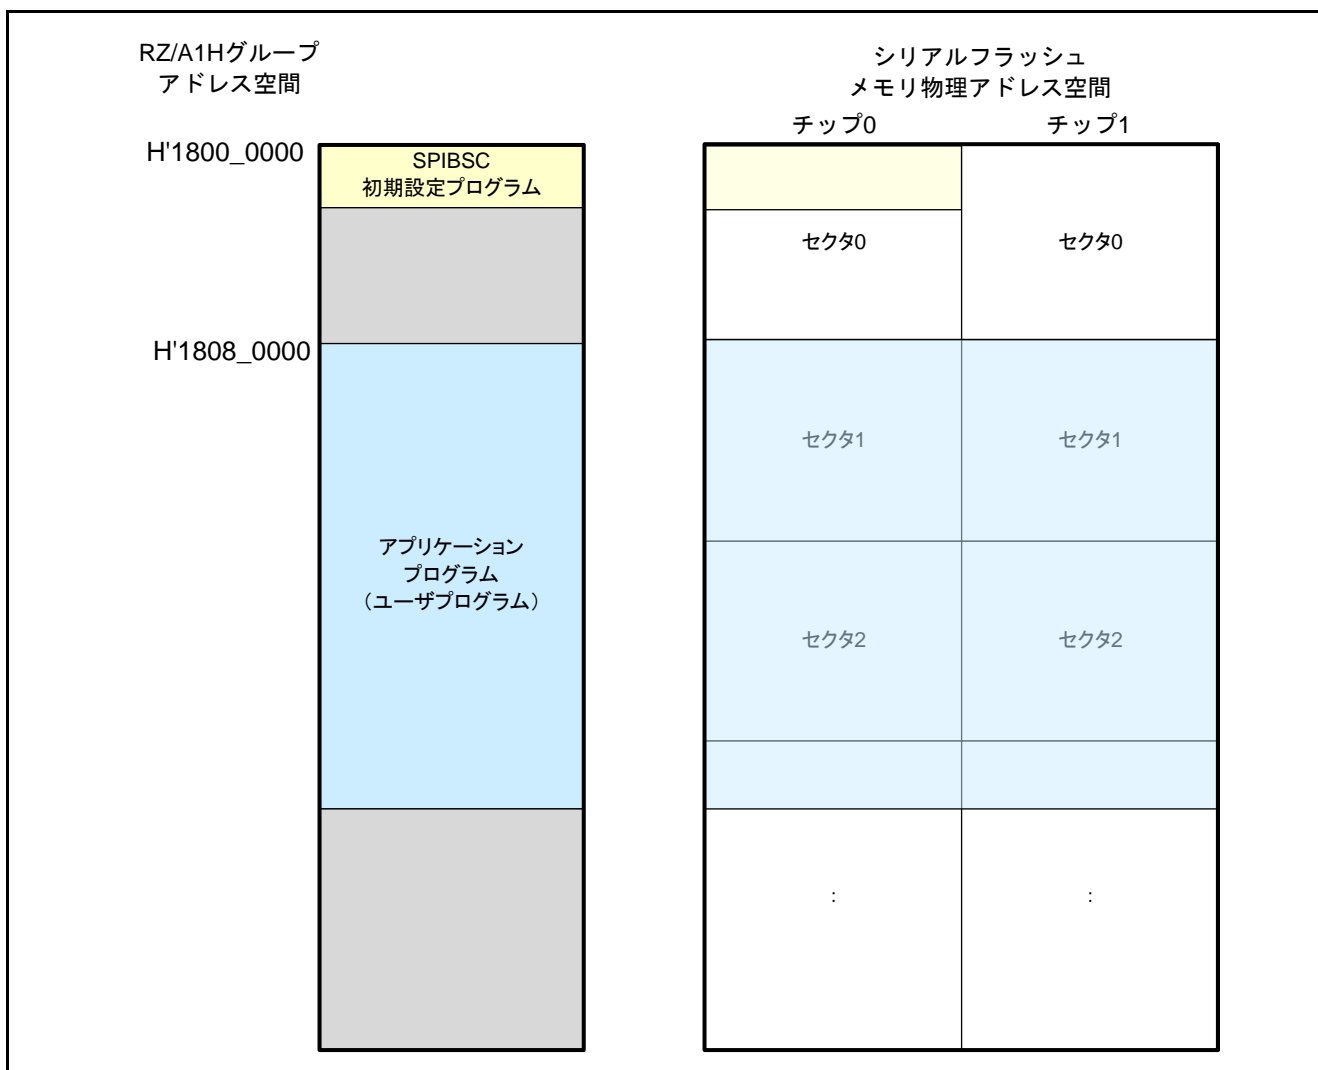 RZ/A1Hグループ
アドレス空間
シリアルフラッシュ
メモリ物理アドレス空間
チップ0
チップ1
H'1800_0000
SPIBSC
初期設定プログラム
セクタ0
セクタ0
H'1808_0000
セクタ1
セクタ1
アプリケーション
プログラム
（ユーザプログラム）
セクタ2
セクタ2
:
: